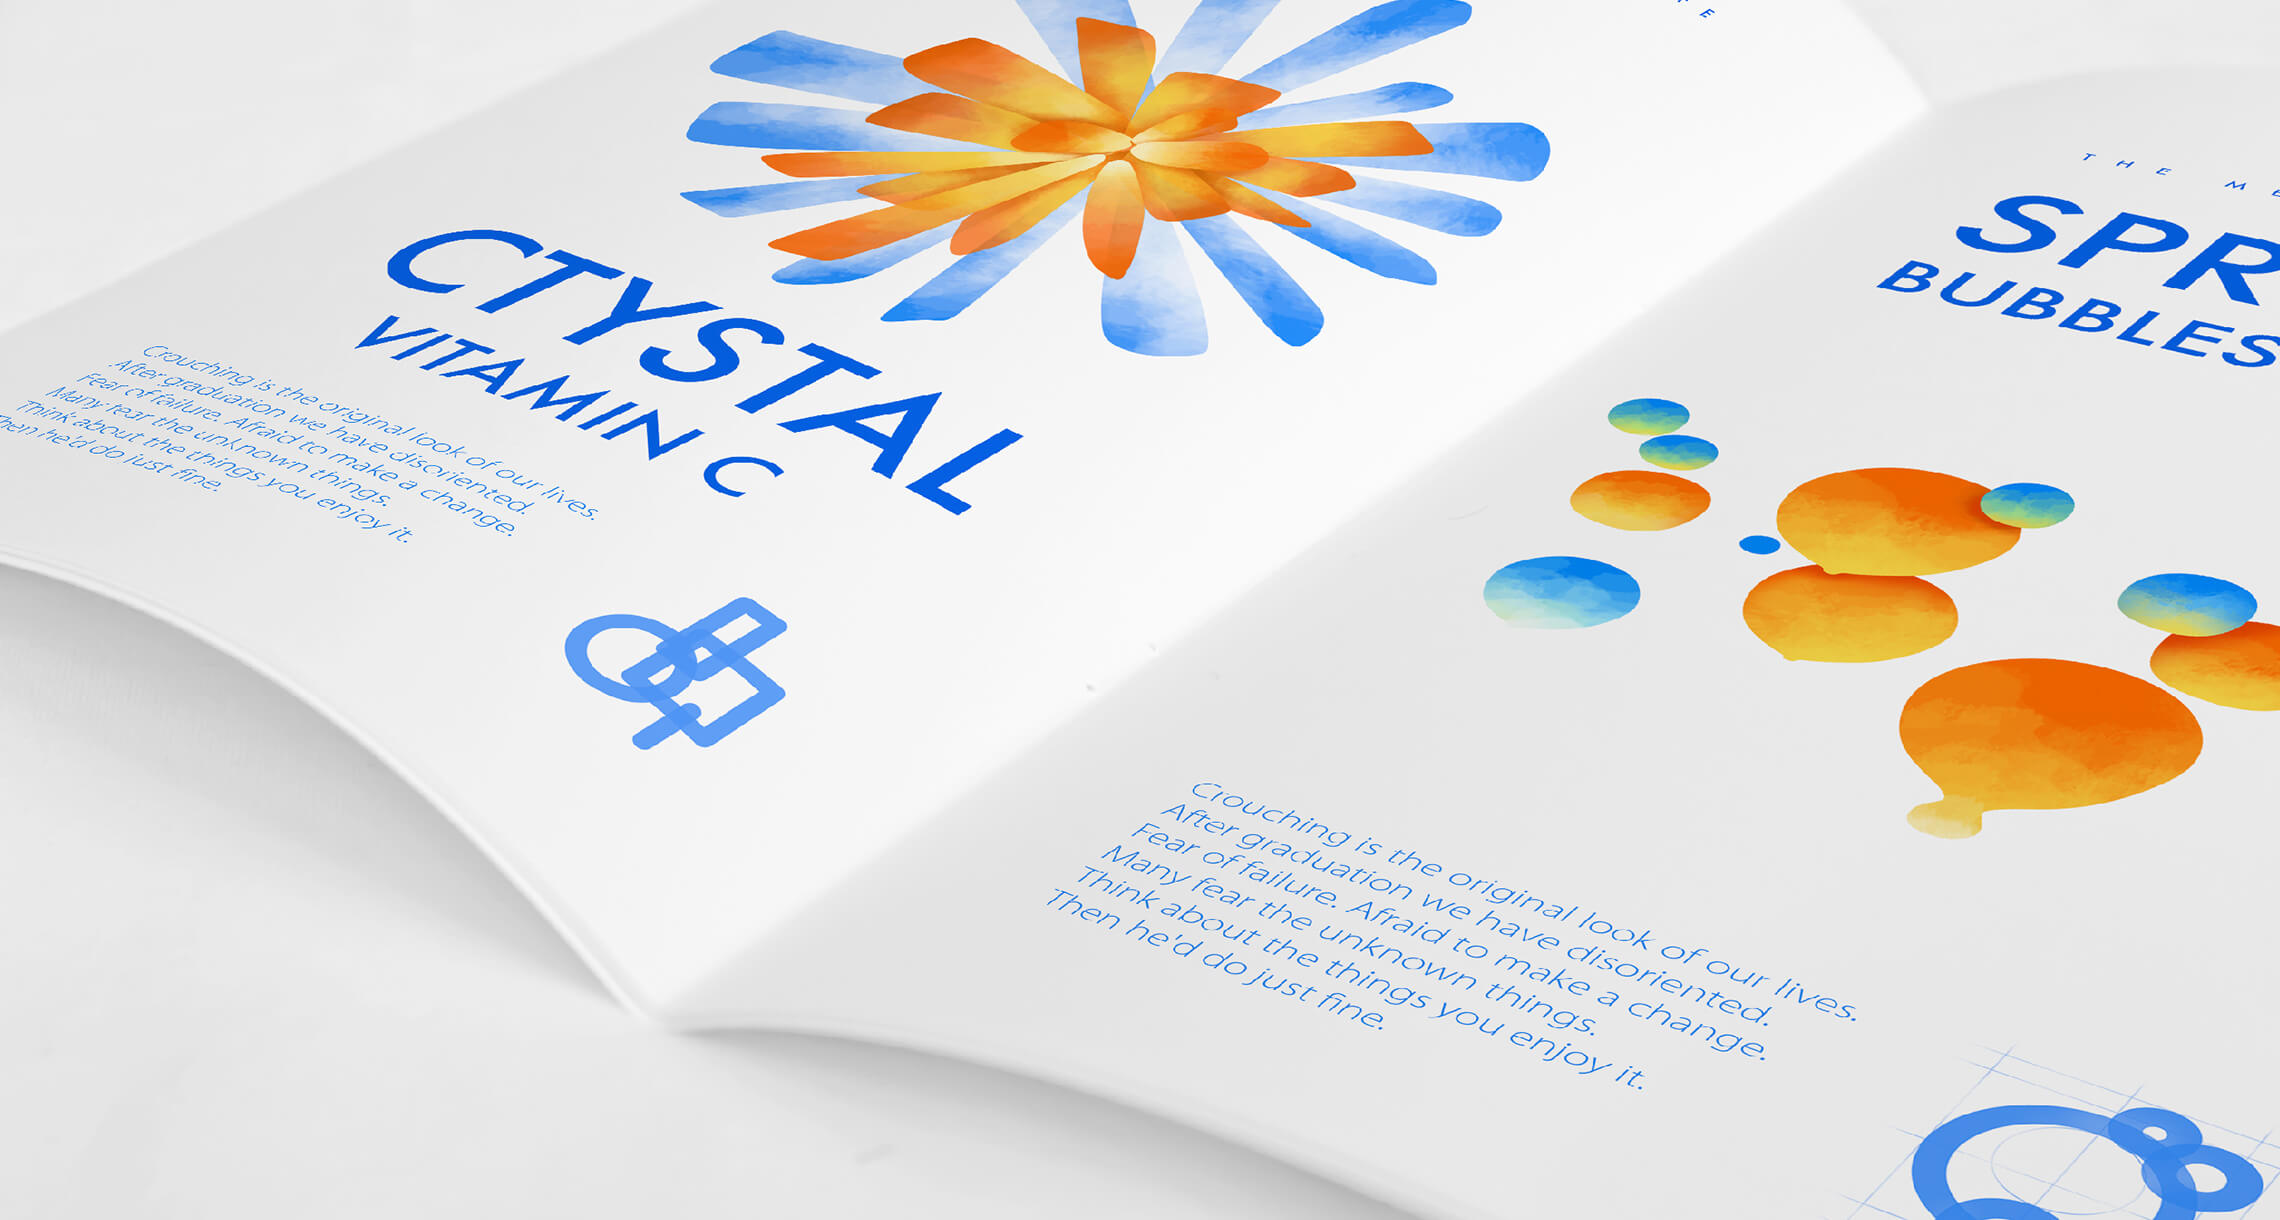 CTYSTAL
VITAMIN C
Crouching is the original look of our lives.
After graduation we have disoriented.
Fear of failure. Afraid to make a change.
Many fear the unknown things.
Think about the things you enjoy it.
Then he'd do just fine.
THE
SPR
BUBBLES
Crouching is the original look of our lives.
After graduation we have disoriented.
Fear of failure. Afraid to make a change.
Many fear the unknown things.
Think about the things you enjoy it.
Then he'd do just fine.